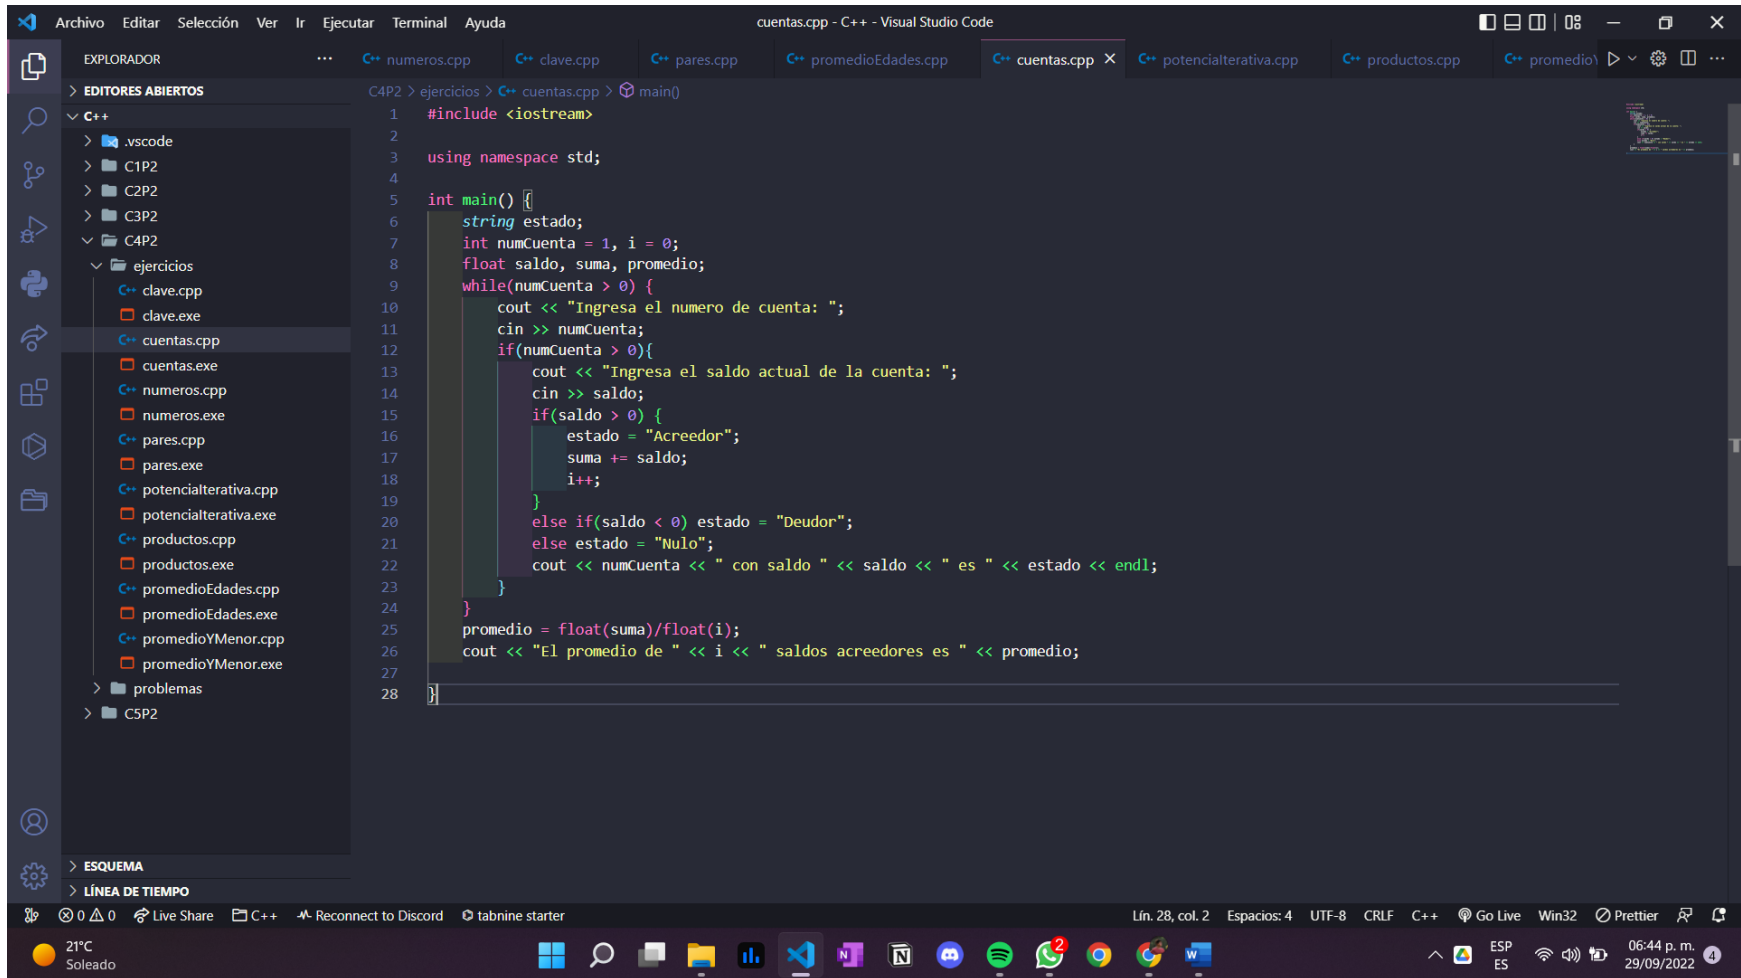 Archivo Editar Selección Ver Ir Ejecutar Terminal Ayuda
cuentas.cpp - C++ - Visual Studio Code
EXPLORADOR
numeros.cpp
clave.cpp
pares.cpp
promedioEdades.cpp
cuentas.cpp
potenciaIterativa.cpp
productos.cpp
promedioY
EDITORES ABIERTOS
C++
.vscode
C1P2
C2P2
C3P2
C4P2
ejercicios
clave.cpp
clave.exe
cuentas.cpp
cuentas.exe
numeros.cpp
numeros.exe
pares.cpp
pares.exe
potenciaIterativa.cpp
potenciaIterativa.exe
productos.cpp
productos.exe
promedioEdades.cpp
promedioEdades.exe
promedioYMenor.cpp
promedioYMenor.exe
problemas
C5P2
ESQUEMA
LÍNEA DE TIEMPO
C4P2 > ejercicios > cuentas.cpp > main()
1 #include <iostream>
2
3 using namespace std;
4
5 int main() {
6 string estado;
7 int numCuenta = 1, i = 0;
8 float saldo, suma, promedio;
9 while(numCuenta > 0) {
10 cout << "Ingresa el numero de cuenta: ";
11 cin >> numCuenta;
12 if(numCuenta > 0){
13 cout << "Ingresa el saldo actual de la cuenta: ";
14 cin >> saldo;
15 if(saldo > 0) {
16 estado = "Acreedor";
17 suma += saldo;
18 i++;
19 }
20 else if(saldo < 0) estado = "Deudor";
21 else estado = "Nulo";
22 cout << numCuenta << " con saldo " << saldo << " es " << estado << endl;
23 }
24 }
25 promedio = float(suma)/float(i);
26 cout << "El promedio de " << i << " saldos acreedores es " << promedio;
27
28 }
0 0 Live Share C++ Reconnect to Discord tabnine starter
Lín. 28, col. 2 Espacios: 4 UTF-8 CRLF C++ Go Live Win32 Prettier
21°C
Soleado
2
ESP
ES
06:44 p. m.
29/09/2022
4